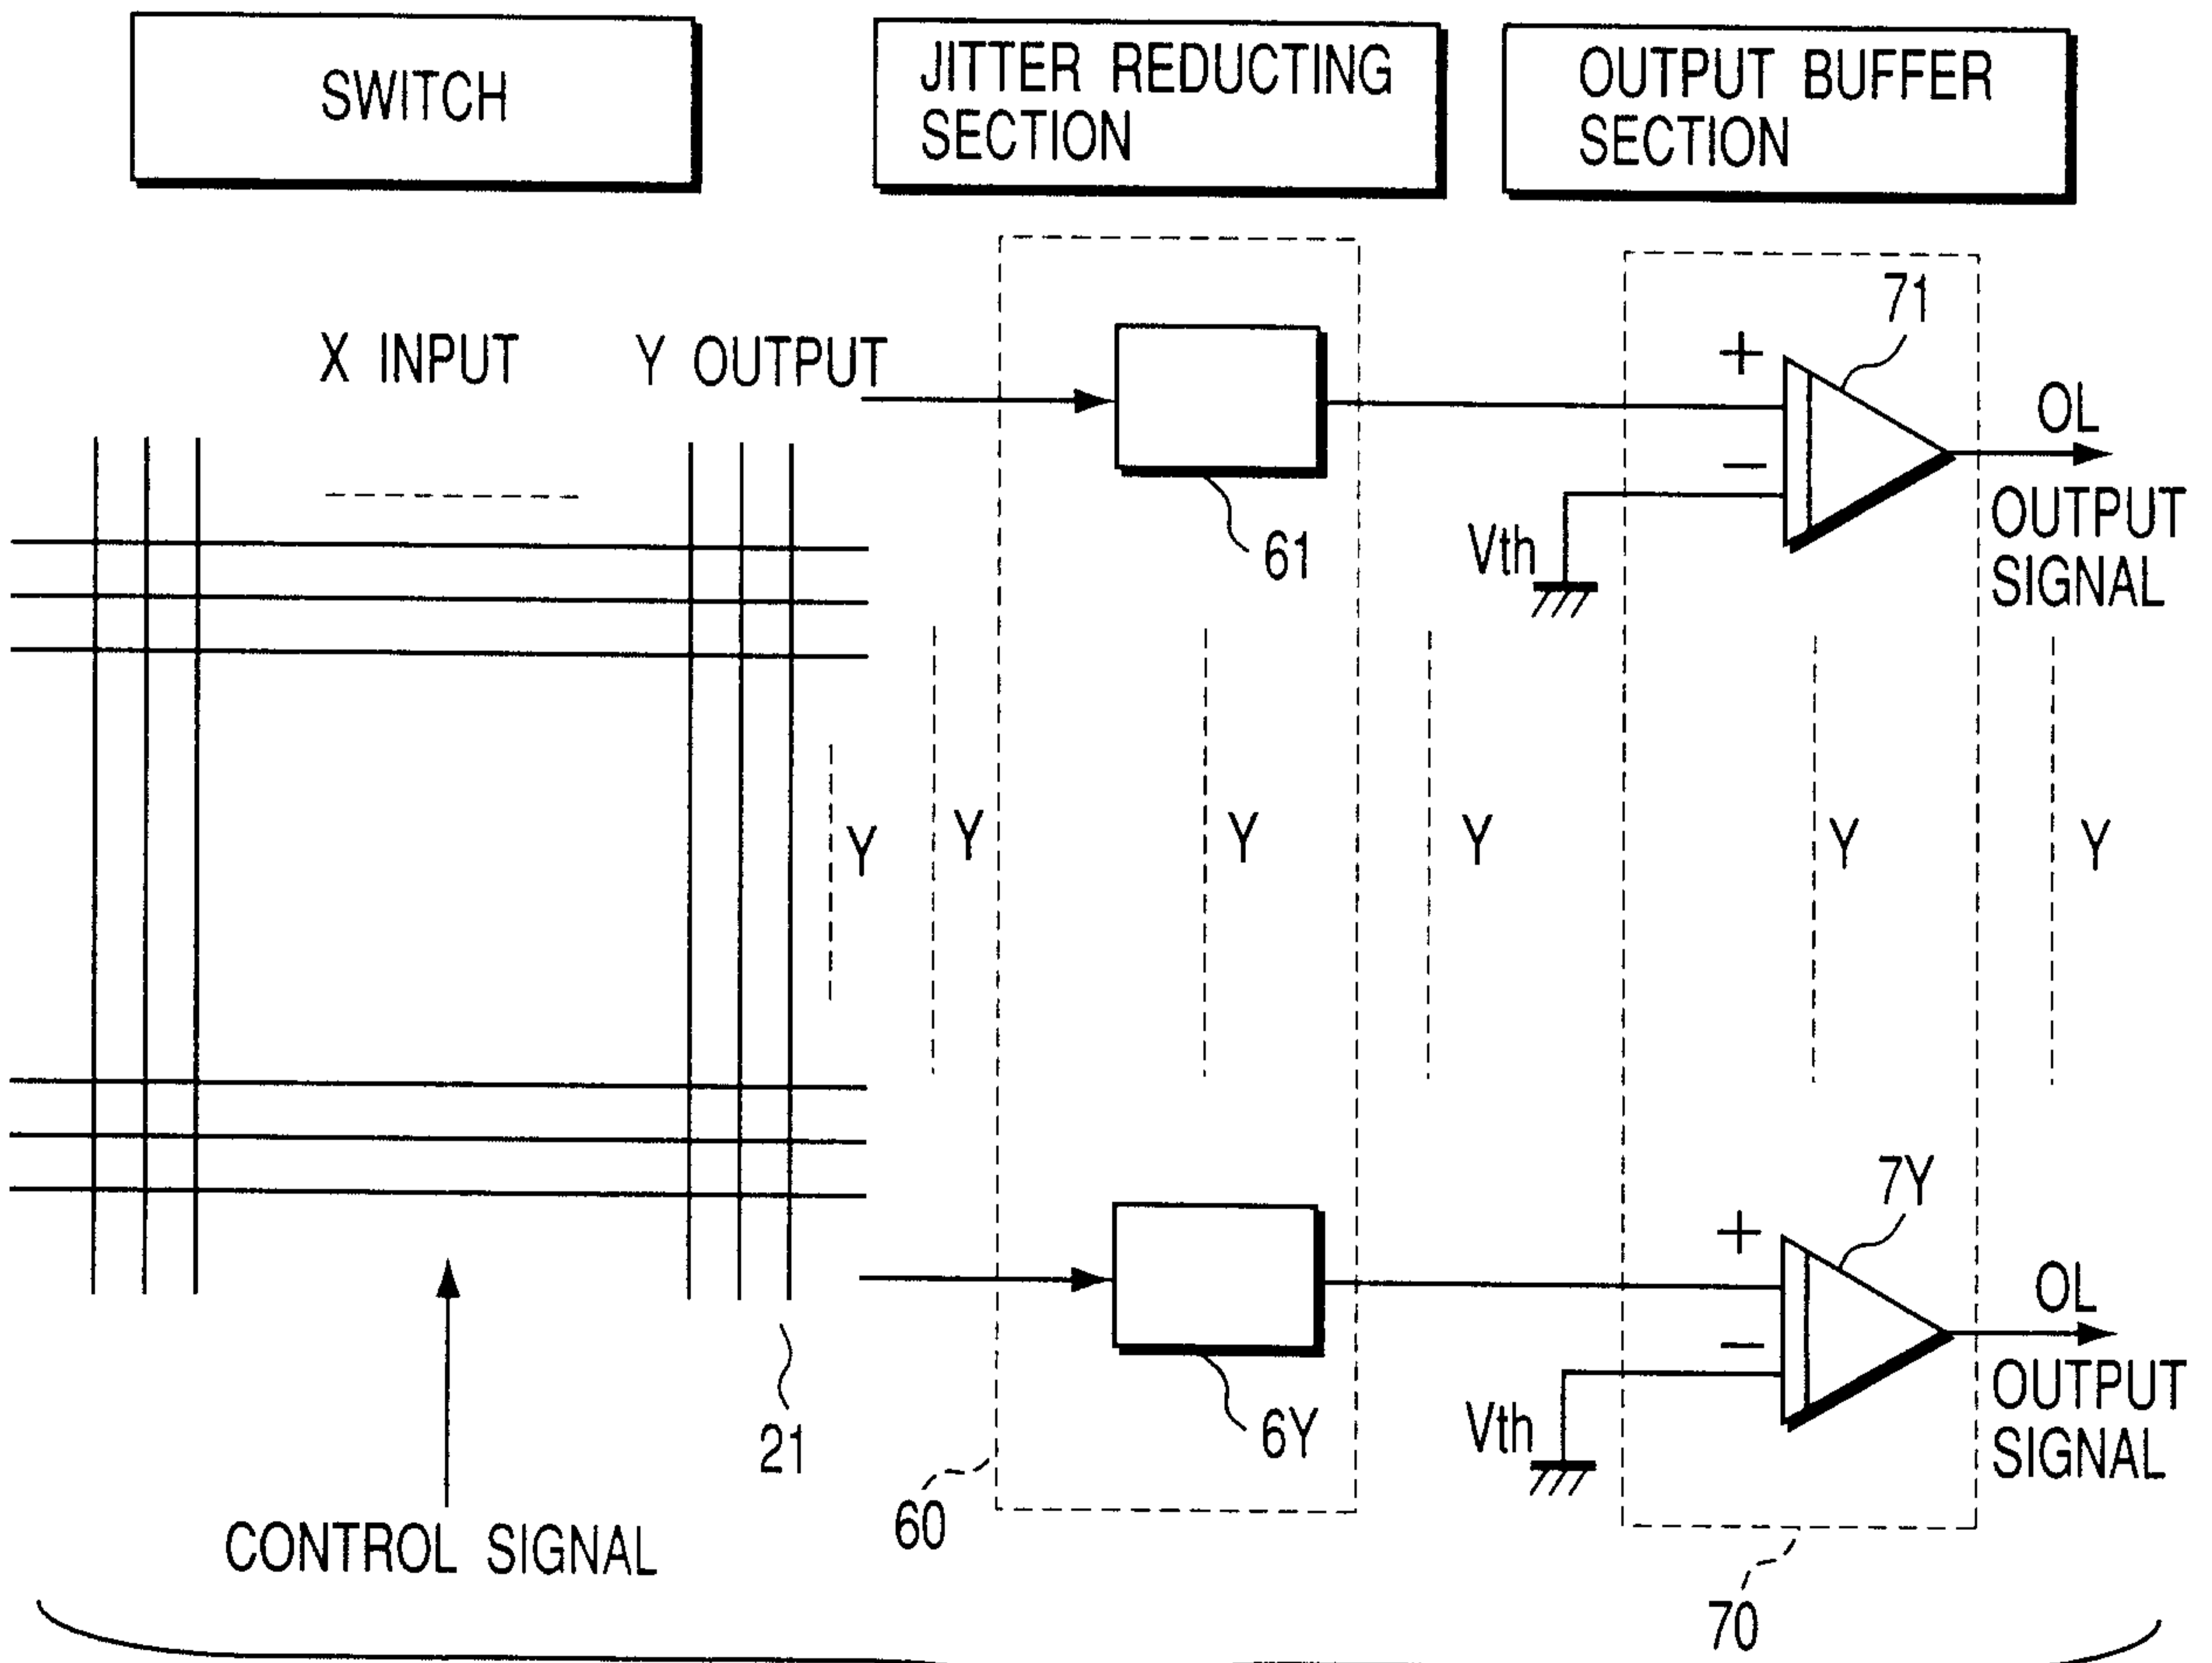 SWITCH
JITTER REDUCTING
SECTION
OUTPUT BUFFER
SECTION
X INPUT
Y OUTPUT
71
+
−
OL
OUTPUT
SIGNAL
Vth
61
Y
Y
Y
Y
Y
Y
7Y
+
−
OL
OUTPUT
SIGNAL
Vth
6Y
21
60
70
CONTROL SIGNAL